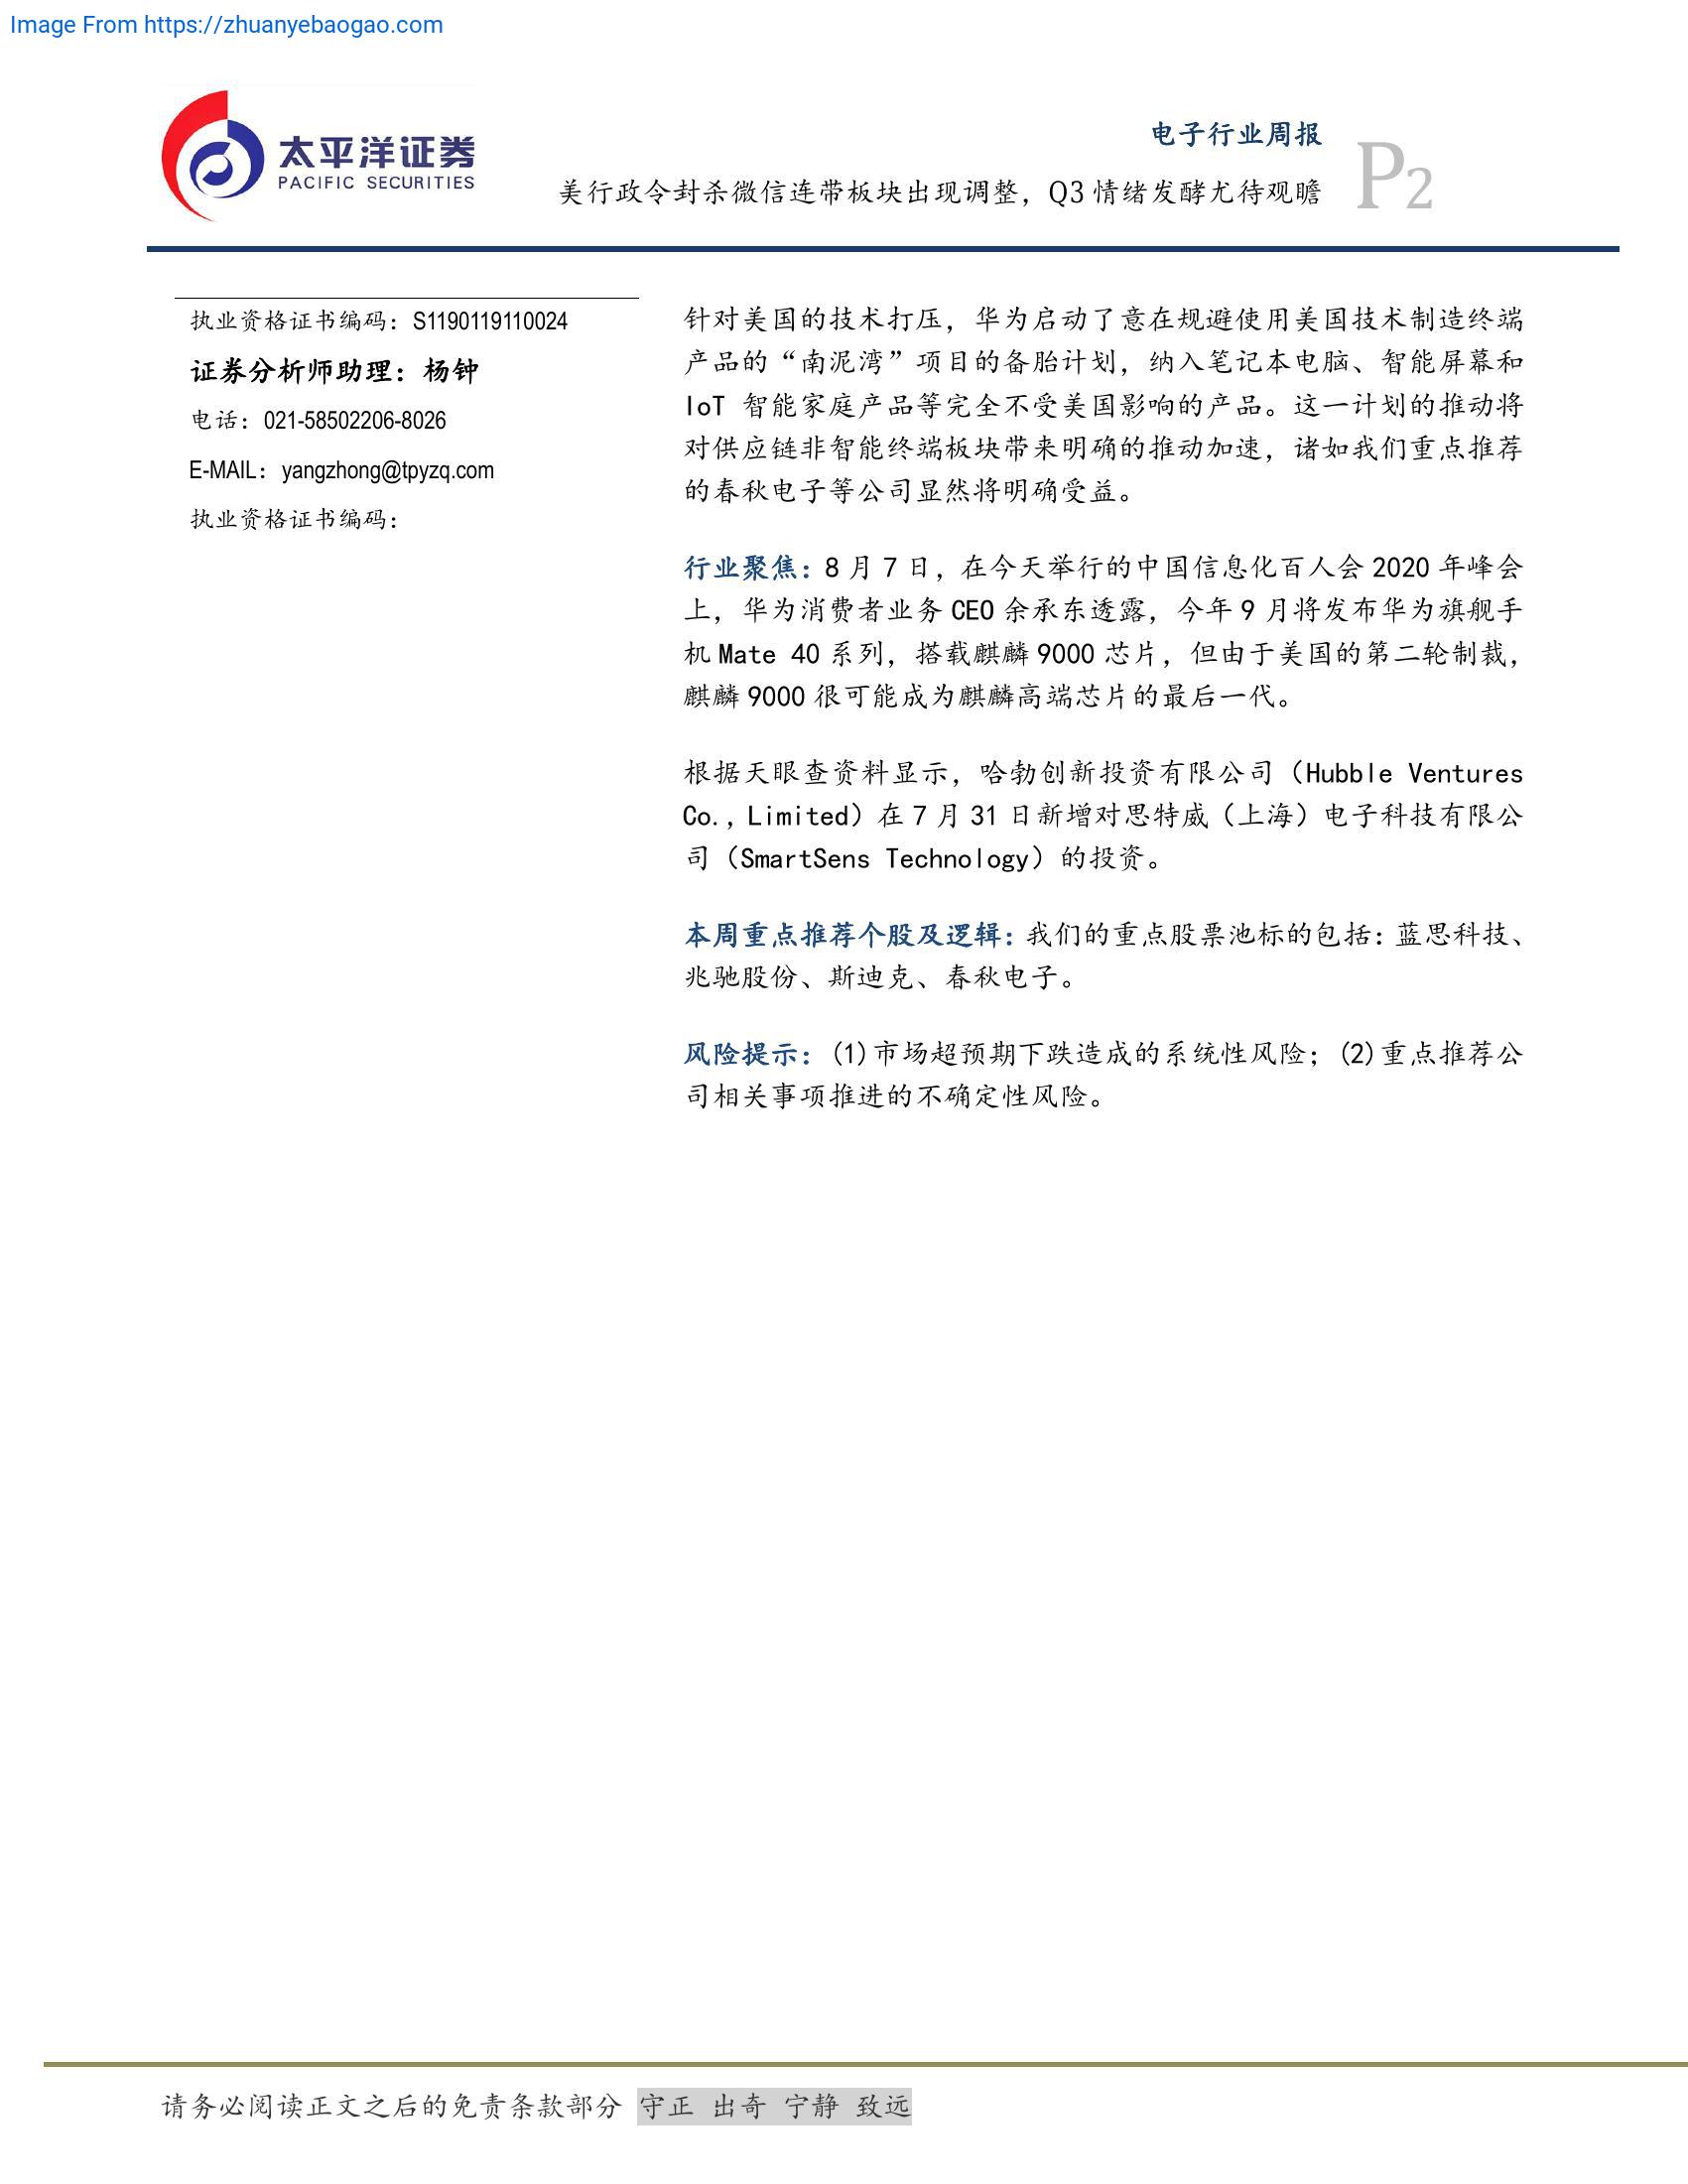 Image From https://zhuanyebaogao.com
太平洋证券
PACIFIC SECURITIES
电子行业周报
美行政令封杀微信连带板块出现调整，Q3 情绪发酵尤待观瞻
P2
执业资格证书编码：S1190119110024
证券分析师助理：杨钟
电话：021-58502206-8026
E-MAIL：yangzhong@tpyzq.com
执业资格证书编码：
针对美国的技术打压，华为启动了意在规避使用美国技术制造终端
产品的“南泥湾”项目的备胎计划，纳入笔记本电脑、智能屏幕和
IoT 智能家庭产品等完全不受美国影响的产品。这一计划的推动将
对供应链非智能终端板块带来明确的推动加速，诸如我们重点推荐
的春秋电子等公司显然将明确受益。
行业聚焦：8 月 7 日，在今天举行的中国信息化百人会 2020 年峰会
上，华为消费者业务 CEO 余承东透露，今年 9 月将发布华为旗舰手
机 Mate 40 系列，搭载麒麟 9000 芯片，但由于美国的第二轮制裁，
麒麟 9000 很可能成为麒麟高端芯片的最后一代。
根据天眼查资料显示，哈勃创新投资有限公司（Hubble Ventures
Co.，Limited）在 7 月 31 日新增对思特威（上海）电子科技有限公
司（SmartSens Technology）的投资。
本周重点推荐个股及逻辑：我们的重点股票池标的包括：蓝思科技、
兆驰股份、斯迪克、春秋电子。
风险提示：(1)市场超预期下跌造成的系统性风险；(2)重点推荐公
司相关事项推进的不确定性风险。
请务必阅读正文之后的免责条款部分 守正 出奇 宁静 致远